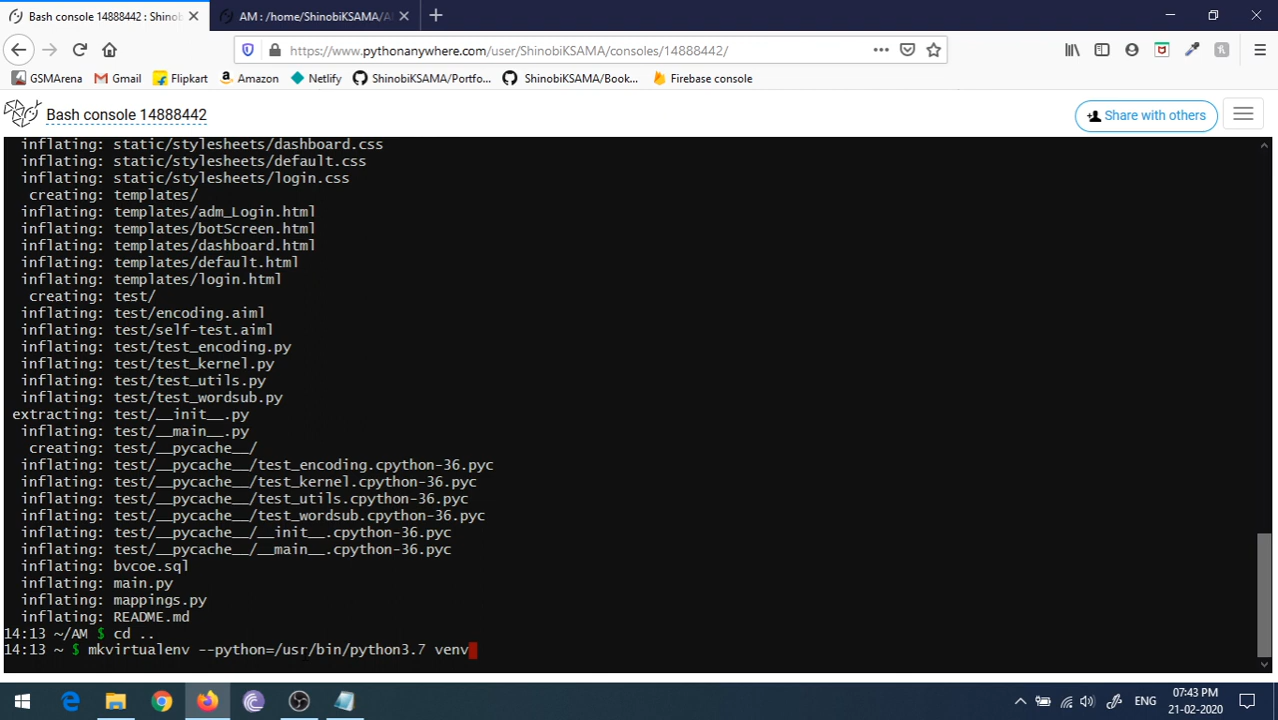 Bash console 14888442 : Shinob
AM : /home/ShinobiKSAMA/A
https://www.pythonanywhere.com/user/ShinobiKSAMA/consoles/14888442/
GSMArena
Gmail
Flipkart
Amazon
Netlify
ShinobiKSAMA/Portfo...
ShinobiKSAMA/Book...
Firebase console
Bash console 14888442
Share with others
inflating: static/stylesheets/dashboard.css
inflating: static/stylesheets/default.css
inflating: static/stylesheets/login.css
creating: templates/
inflating: templates/adm_Login.html
inflating: templates/botScreen.html
inflating: templates/dashboard.html
inflating: templates/default.html
inflating: templates/login.html
creating: test/
inflating: test/encoding.aiml
inflating: test/self-test.aiml
inflating: test/test_encoding.py
inflating: test/test_kernel.py
inflating: test/test_utils.py
inflating: test/test_wordsub.py
extracting: test/__init__.py
inflating: test/__main__.py
creating: test/__pycache__/
inflating: test/__pycache__/test_encoding.cpython-36.pyc
inflating: test/__pycache__/test_kernel.cpython-36.pyc
inflating: test/__pycache__/test_utils.cpython-36.pyc
inflating: test/__pycache__/test_wordsub.cpython-36.pyc
inflating: test/__pycache__/__init__.cpython-36.pyc
inflating: test/__pycache__/__main__.cpython-36.pyc
inflating: bvcoe.sql
inflating: main.py
inflating: mappings.py
inflating: README.md
14:13 ~/AM $ cd ..
14:13 ~ $ mkvirtualenv --python=/usr/bin/python3.7 venv
ENG
07:43 PM
21-02-2020